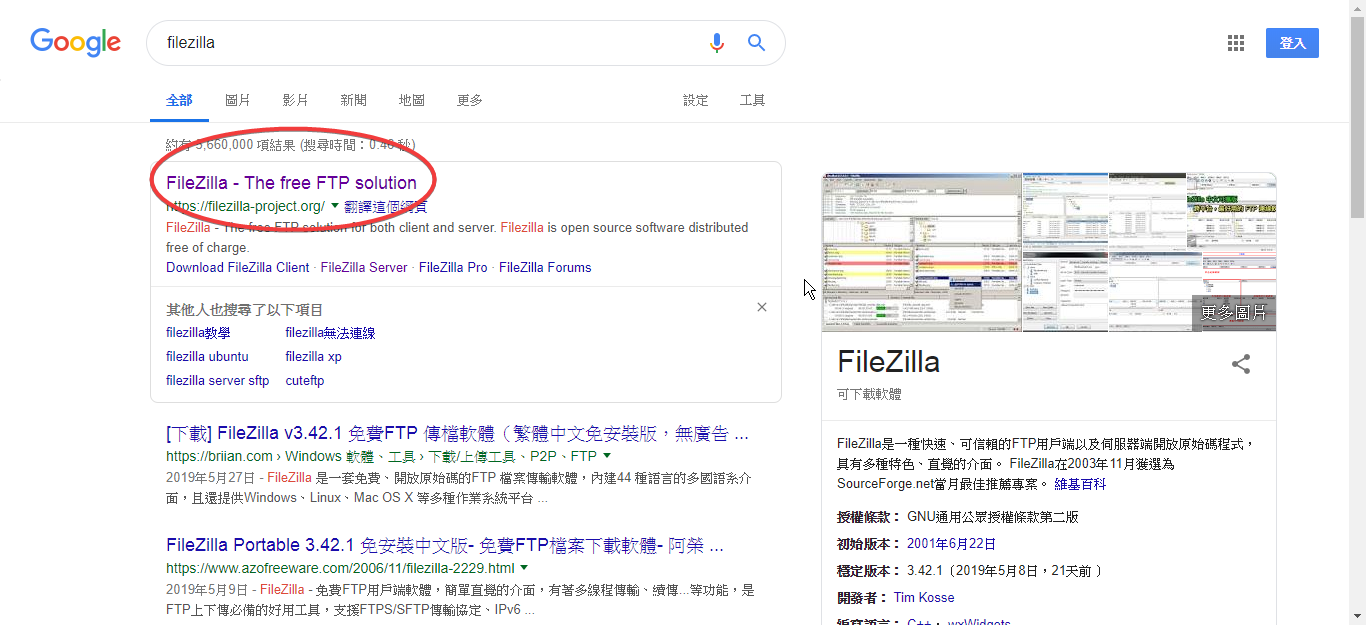 Google
filezilla
登入
全部 圖片 影片 新聞 地圖 更多 設定 工具
約有 5,660,000 項結果 (搜尋時間：0.46 秒)
FileZilla - The free FTP solution
https://filezilla-project.org/ 翻譯這個網頁
FileZilla - The free FTP solution for both client and server. Filezilla is open source software distributed
free of charge.
Download FileZilla Client · FileZilla Server · FileZilla Pro · FileZilla Forums
其他人也搜尋了以下項目
filezilla教學 filezilla無法連線
filezilla ubuntu filezilla xp
filezilla server sftp cuteftp
[下載] FileZilla v3.42.1 免費FTP 傳檔軟體（繁體中文免安裝版，無廣告 ...
https://briian.com › Windows 軟體、工具 › 下載/上傳工具、P2P、FTP
2019年5月27日 - FileZilla 是一套免費、開放原始碼的FTP 檔案傳輸軟體，內建44 種語言的多國語系介
面，且還提供Windows、Linux、Mac OS X 等多種作業系統平台 ...
FileZilla Portable 3.42.1 免安裝中文版- 免費FTP檔案下載軟體- 阿榮 ...
https://www.azofreeware.com/2006/11/filezilla-2229.html
2019年5月9日 - FileZilla - 免費FTP用戶端軟體，簡單直覺的介面，有著多線程傳輸、續傳...等功能，是
FTP上下傳必備的好用工具，支援FTPS/SFTP傳輸協定、IPv6 ...
更多圖片
FileZilla
可下載軟體
FileZilla是一種快速、可信賴的FTP用戶端以及伺服器端開放原始碼程式，
具有多種特色、直覺的介面。 FileZilla在2003年11月獲選為
SourceForge.net當月最佳推薦專案。 維基百科
授權條款： GNU通用公眾授權條款第二版
初始版本： 2001年6月22日
穩定版本： 3.42.1（2019年5月8日，21天前 ）
開發者： Tim Kosse
編寫語言： C++， wxWidgets